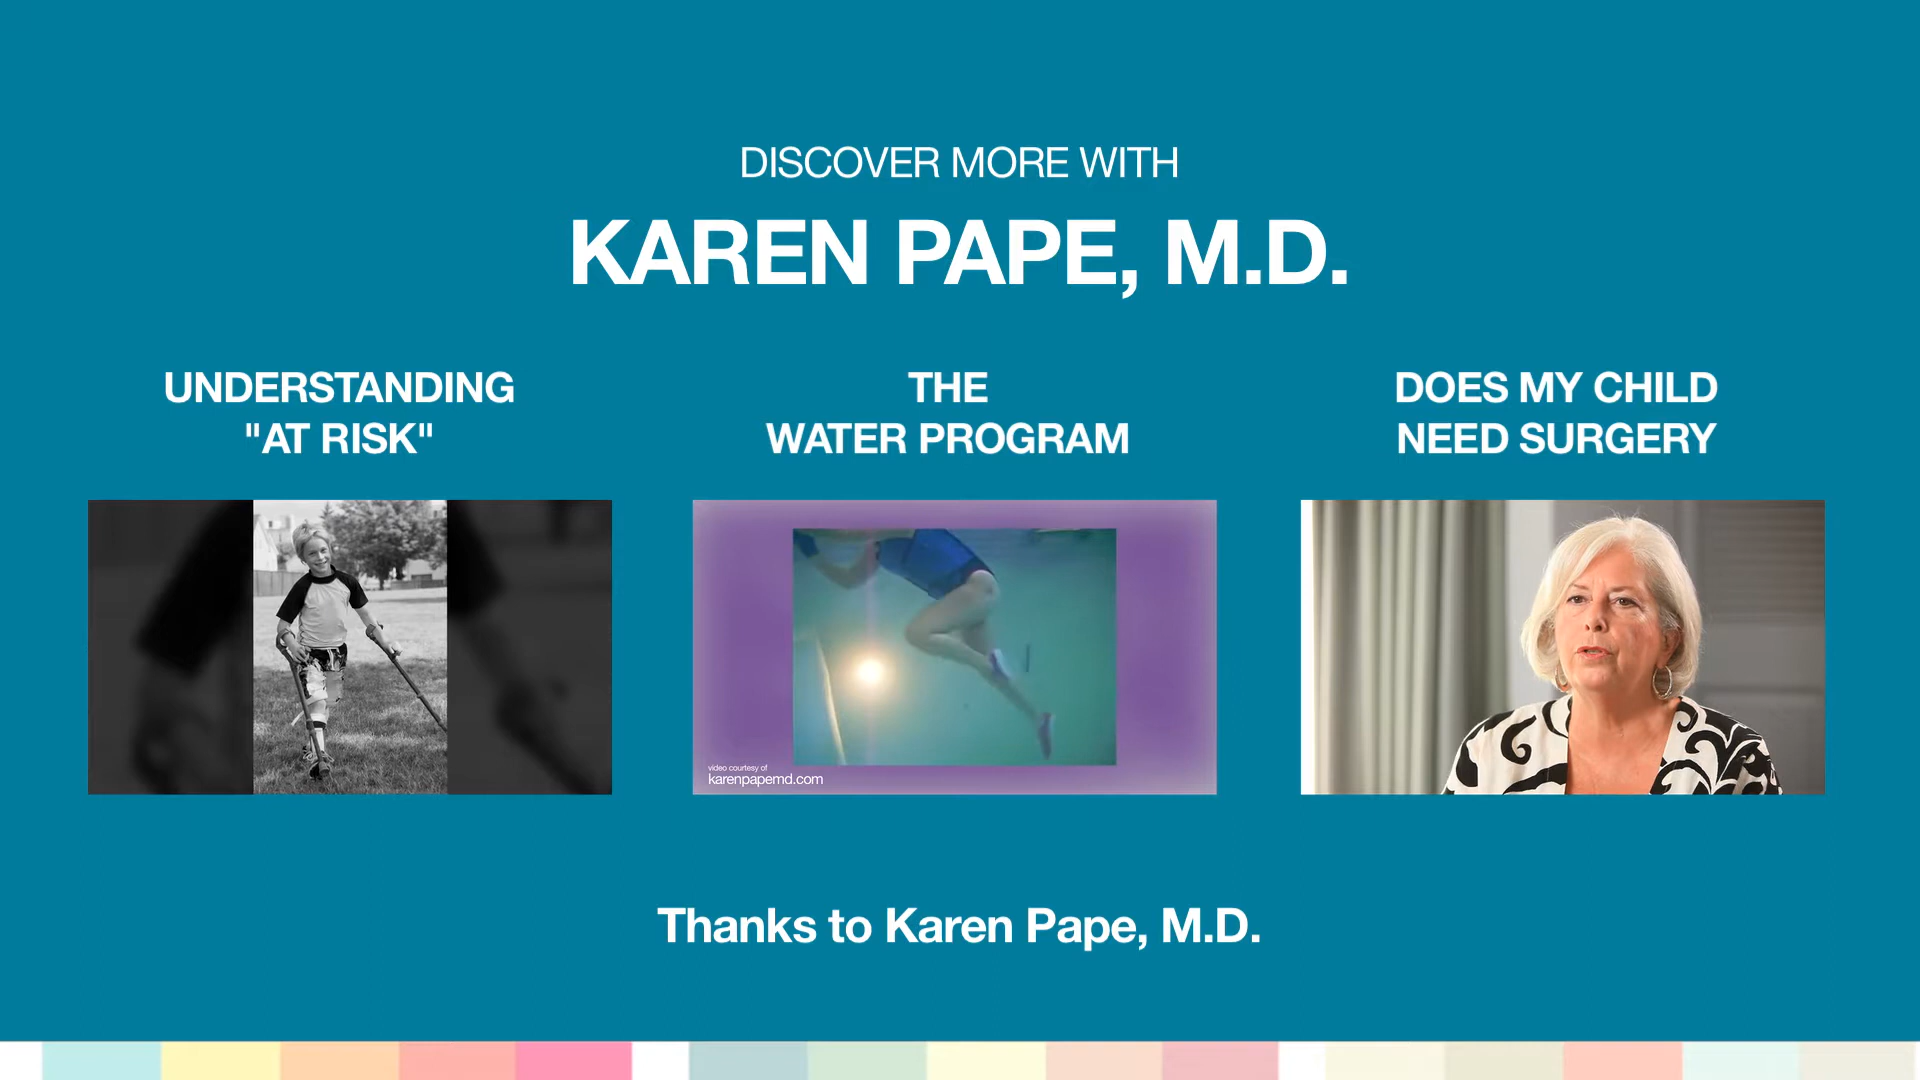 DISCOVER MORE WITH
KAREN PAPE, M.D.
UNDERSTANDING
"AT RISK"
THE
WATER PROGRAM
DOES MY CHILD
NEED SURGERY
video courtesy of
karenpapemd.com
Thanks to Karen Pape, M.D.